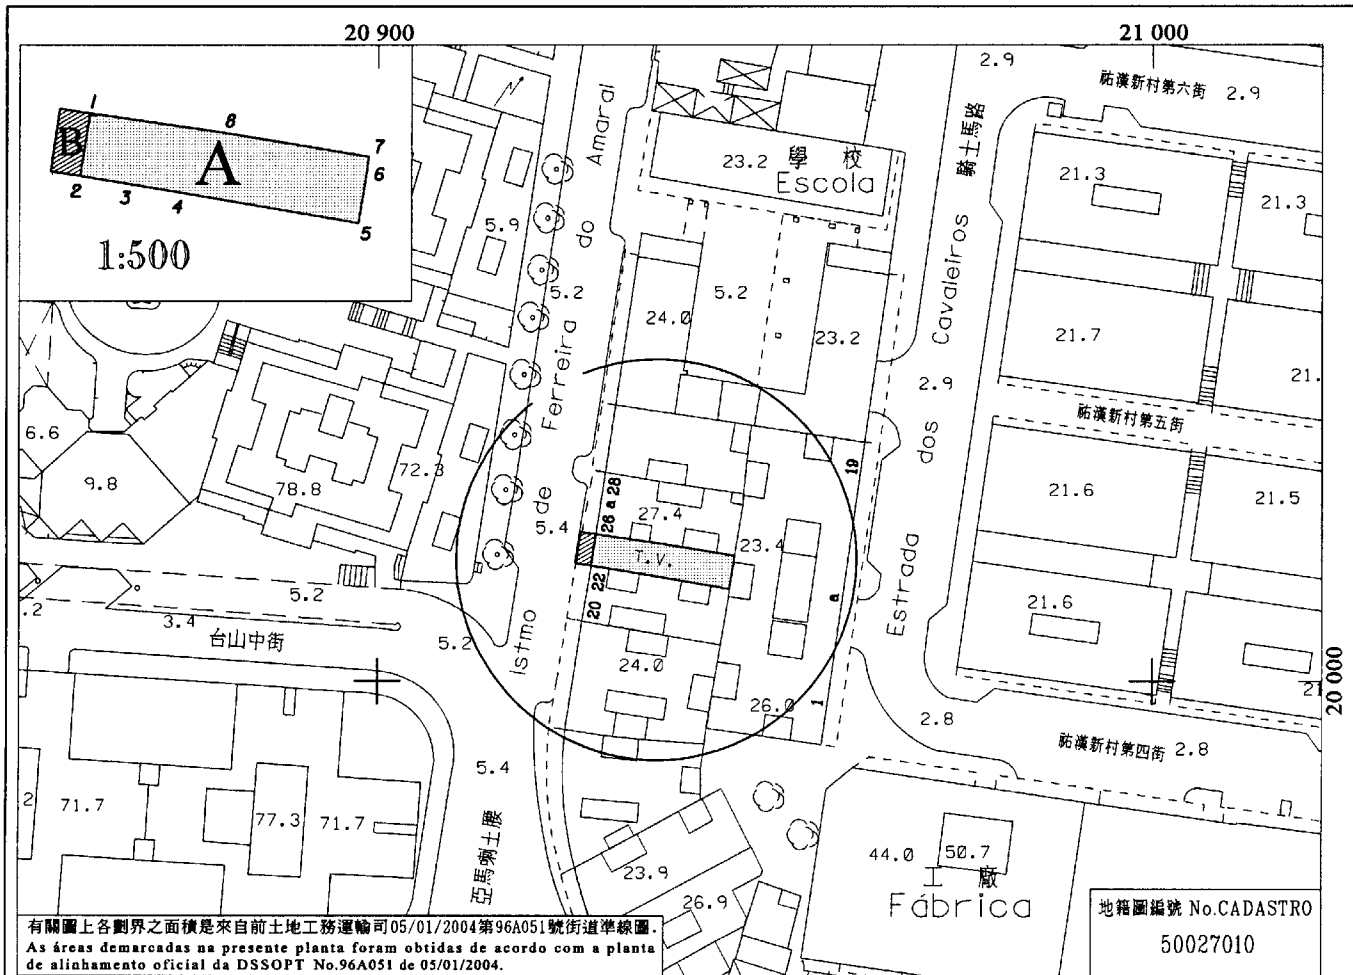 20 900
21 000
1
8
7
6
B
A
2
3
4
5
1:500
2.9
祐漢新村第六街 2.9
騎士馬路
學 校
23.2
Escola
21.3
21.3
5.9
5.2
5.2
24.0
23.2
21.7
21.
2.9
祐漢新村第五街
6.6
9.8
78.8
72.3
Istmo de Ferreira do Amaral
Estrada dos Cavaleiros
5.4
26 a 28
27.4
T.V.
23.4
19
a
1
21.6
21.5
20 22
24.0
26.0
21.6
21
20 000
.2
5.2
3.4
台山中街
5.2
2.8
祐漢新村第四街 2.8
5.4
亞馬喇土腰
2
71.7
77.3
71.7
23.9
26.9
44.0
50.7
工 廠
Fábrica
有關圖上各劃界之面積是來自前土地工務運輸司05/01/2004第96A051號街道準線圖.
As áreas demarcadas na presente planta foram obtidas de acordo com a planta
de alinhamento oficial da DSSOPT No.96A051 de 05/01/2004.
地籍圖編號 No.CADASTRO
50027010